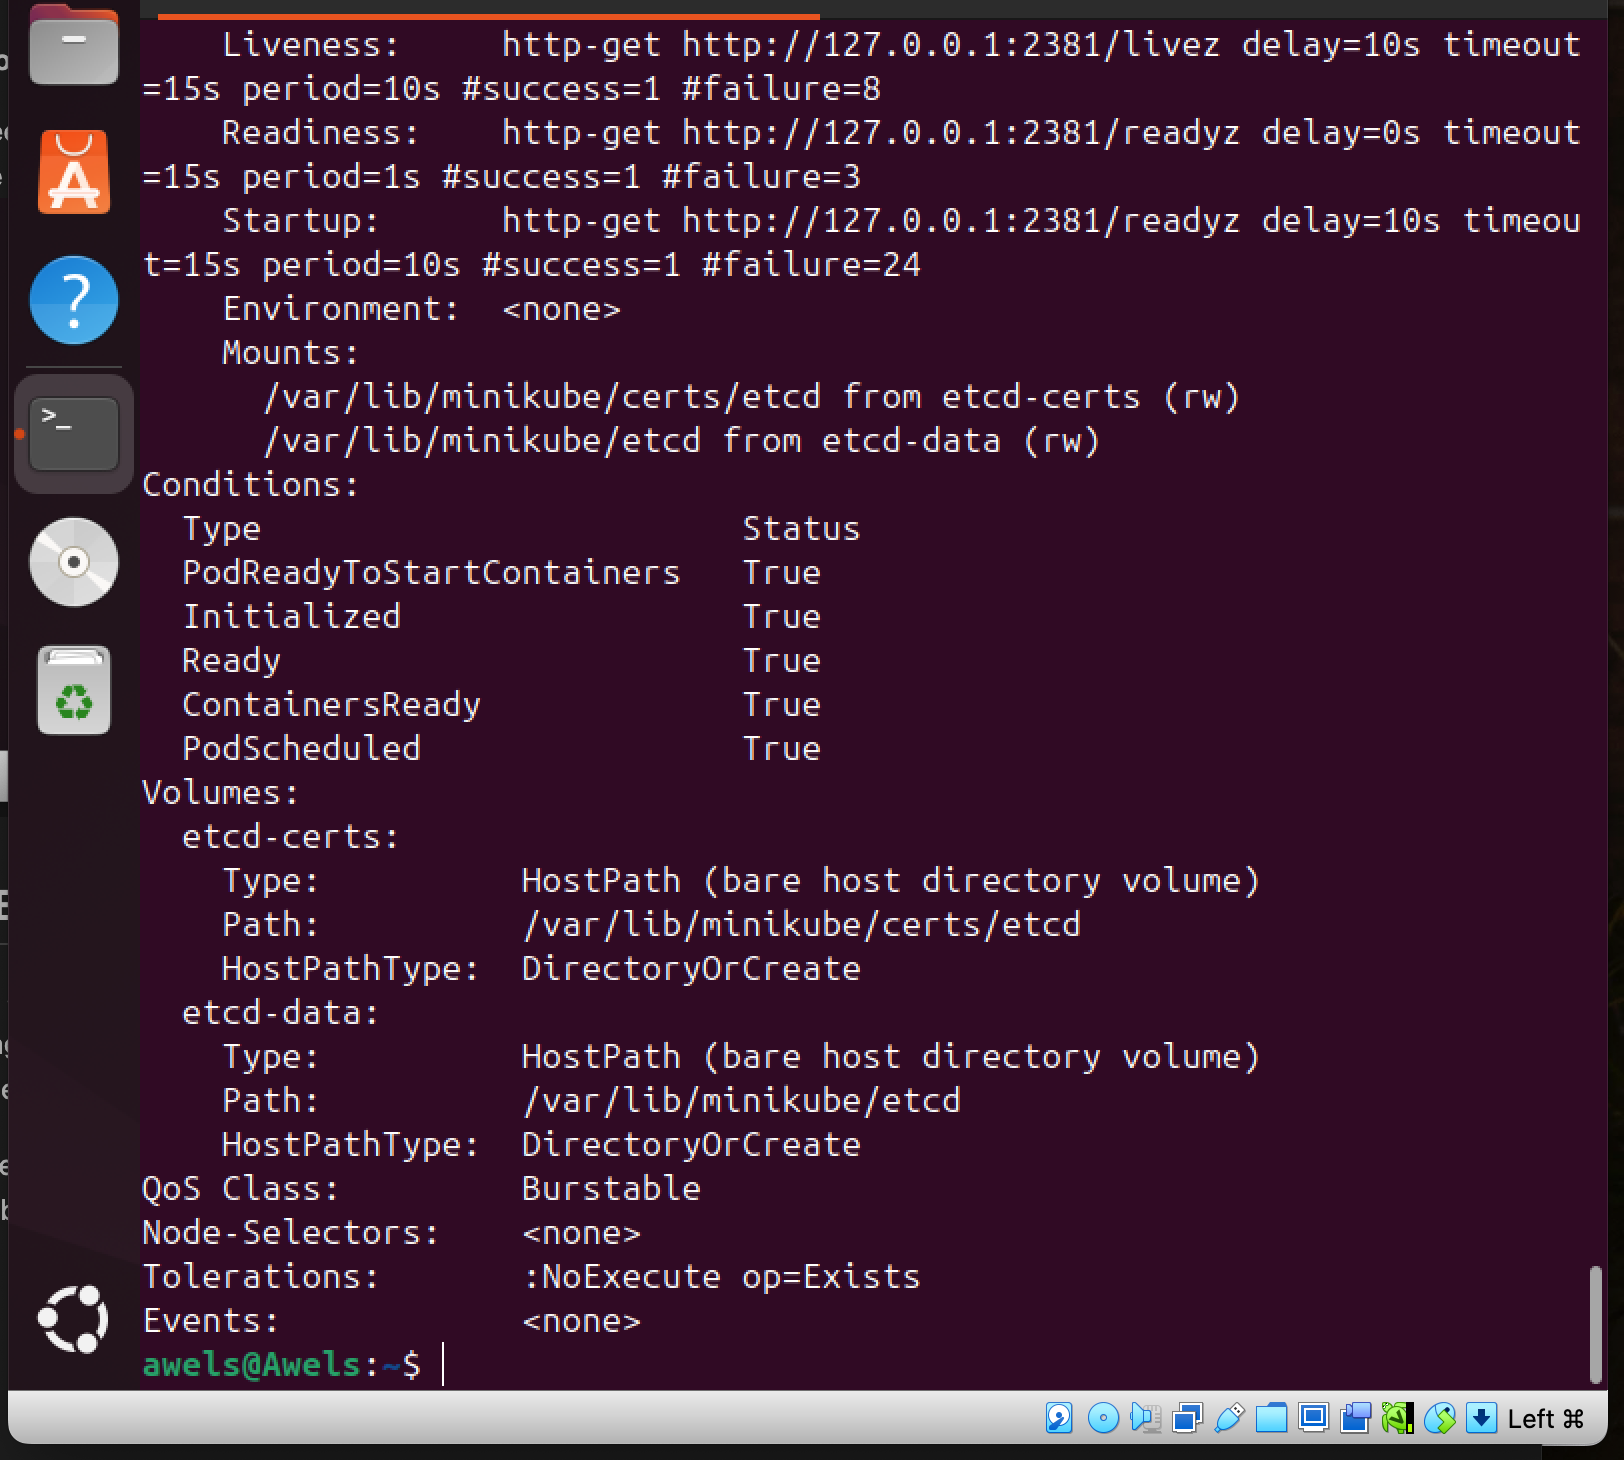 Liveness:     http-get http://127.0.0.1:2381/livez delay=10s timeout
=15s period=10s #success=1 #failure=8
    Readiness:    http-get http://127.0.0.1:2381/readyz delay=0s timeout
=15s period=1s #success=1 #failure=3
    Startup:      http-get http://127.0.0.1:2381/readyz delay=10s timeou
t=15s period=10s #success=1 #failure=24
    Environment:  <none>
    Mounts:
      /var/lib/minikube/certs/etcd from etcd-certs (rw)
      /var/lib/minikube/etcd from etcd-data (rw)
Conditions:
  Type                        Status
  PodReadyToStartContainers   True
  Initialized                 True
  Ready                       True
  ContainersReady             True
  PodScheduled                True
Volumes:
  etcd-certs:
    Type:          HostPath (bare host directory volume)
    Path:          /var/lib/minikube/certs/etcd
    HostPathType:  DirectoryOrCreate
  etcd-data:
    Type:          HostPath (bare host directory volume)
    Path:          /var/lib/minikube/etcd
    HostPathType:  DirectoryOrCreate
QoS Class:         Burstable
Node-Selectors:    <none>
Tolerations:       :NoExecute op=Exists
Events:            <none>
awels@Awels:~$
Left ⌘